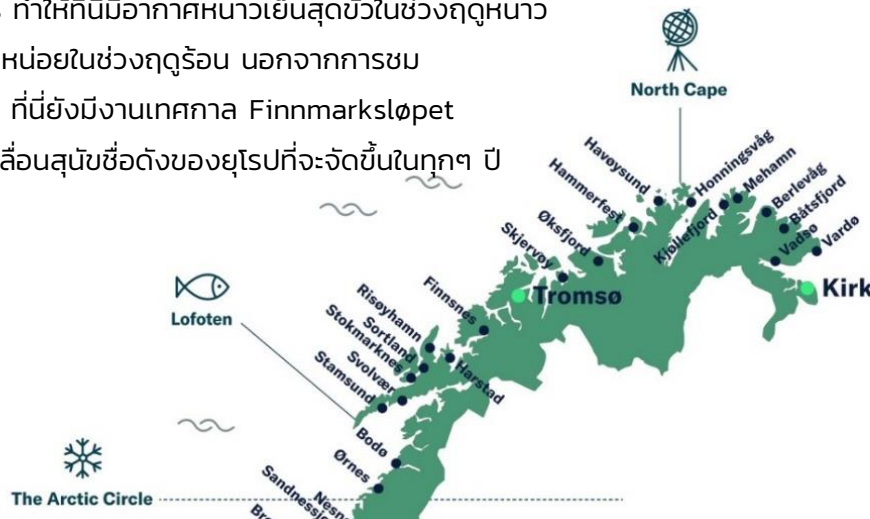 ทำให้ที่นี่มีอากาศหนาวเย็นสุดขั้วในช่วงฤดูหนาว
หน่อยในช่วงฤดูร้อน นอกจากการชม
ที่นี่ยังมีงานเทศกาล Finnmarksløpet
ลื่อนสุนัขชื่อดังของยุโรปที่จะจัดขึ้นในทุกๆ ปี
North Cape
Havøysund
Honningsvåg
Mehamn
Hammerfest
Berlevåg
Båtsfjord
Kjøllefjord
Øksfjord
Vadsø
Vardø
Skjervøy
Tromsø
Kirk
Finnsnes
Lofoten
Risøyhamn
Sortland
Stokmarknes
Harstad
Svolvær
Stamsund
Bodø
Ørnes
The Arctic Circle
Sandnessj
Nesn
Br